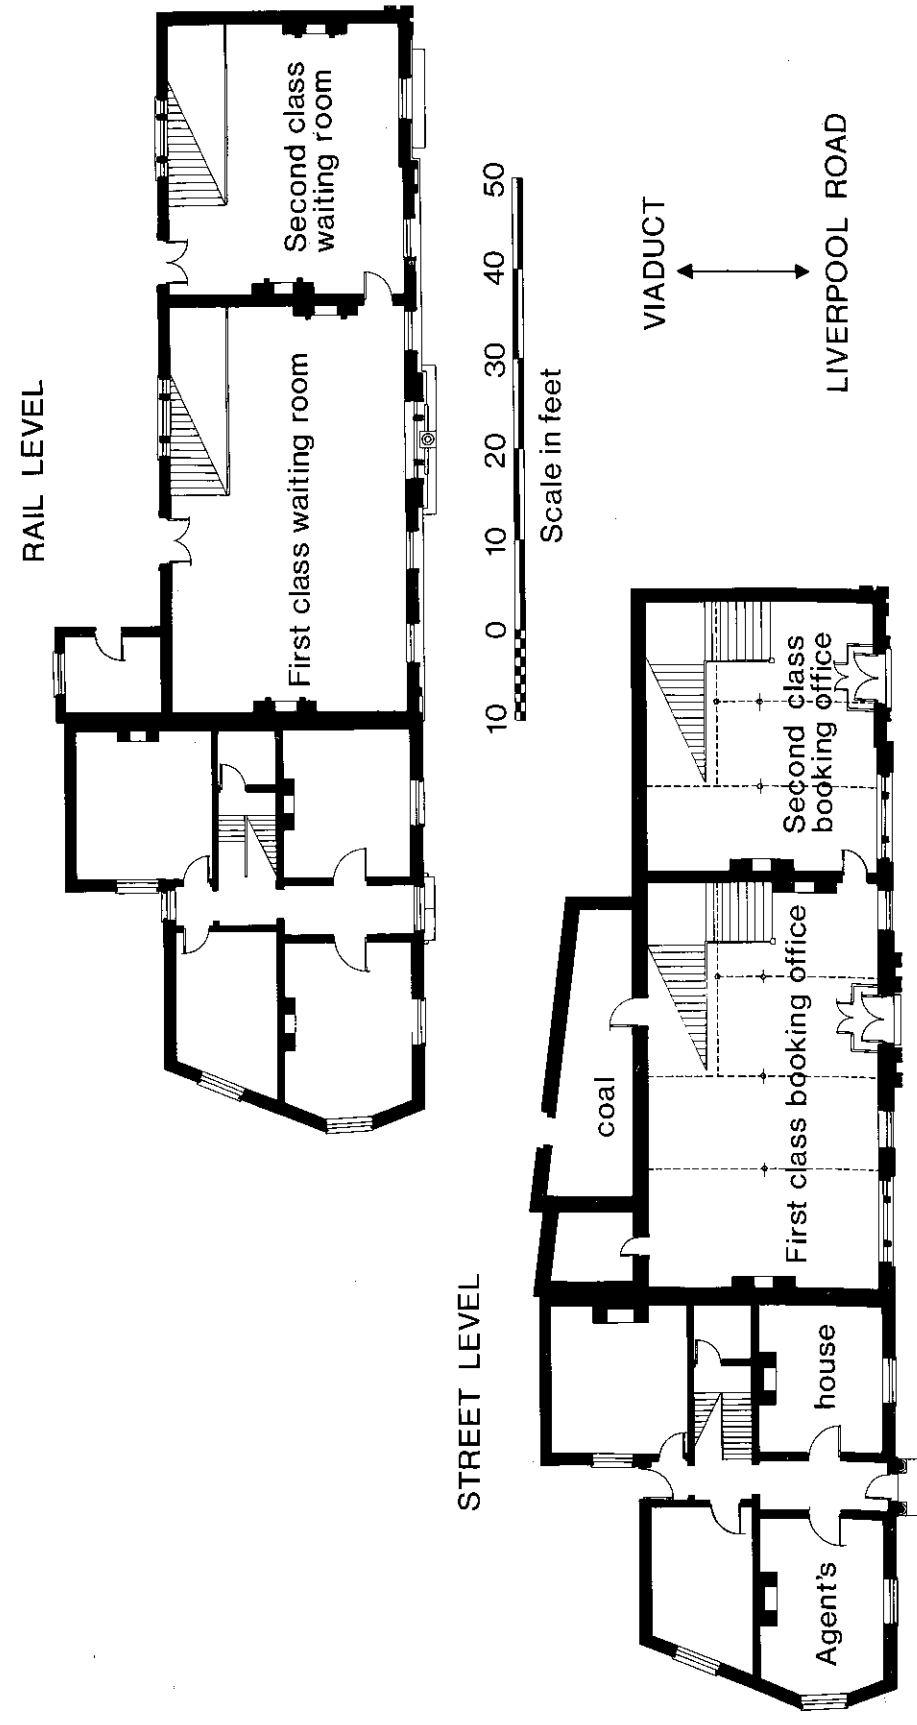 RAIL LEVEL
First class waiting room
Second class
waiting room
10 0 10 20 30 40 50
Scale in feet
VIADUCT
LIVERPOOL ROAD
STREET LEVEL
coal
Agent's
house
First class booking office
Second class
booking office